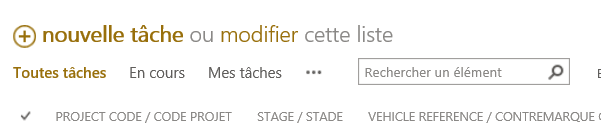 nouvelle tâche ou modifier cette liste
Toutes tâches En cours Mes tâches ••• Rechercher un élément
PROJECT CODE / CODE PROJET STAGE / STADE VEHICLE REFERENCE / CONTREMARQUE